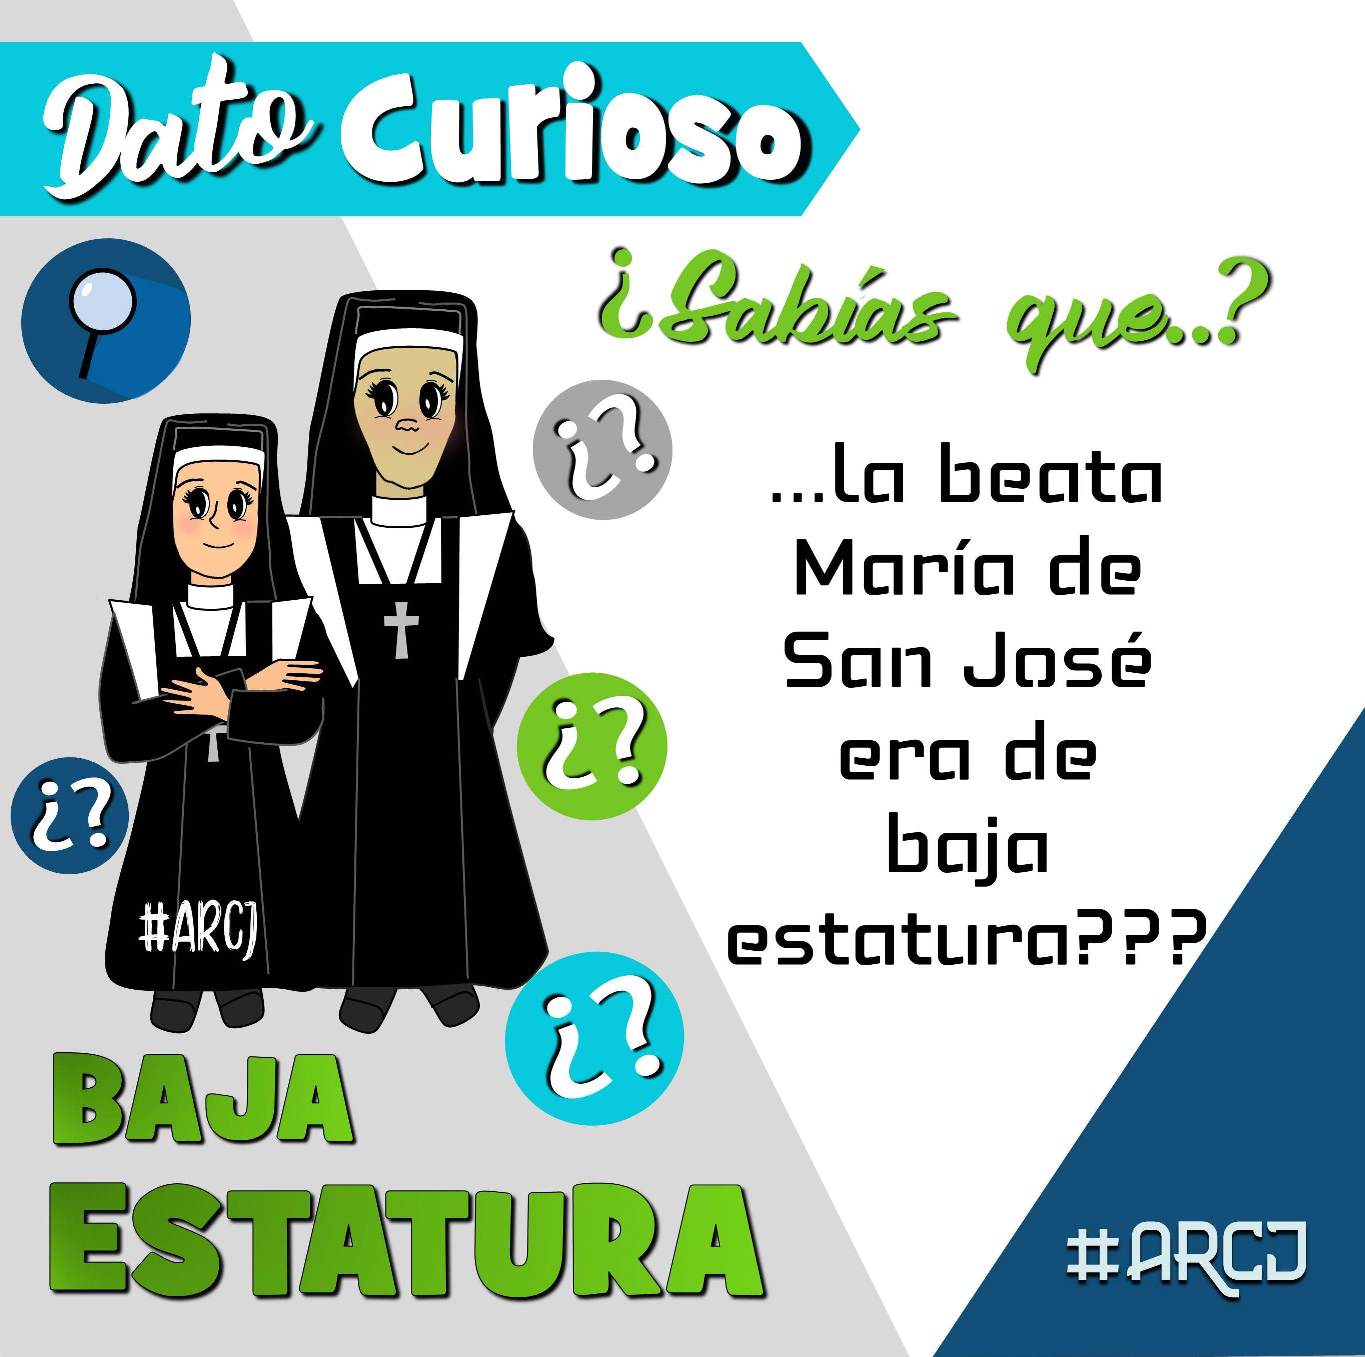 Dato Curioso
¿Sabías que..?
...la beata
María de
San José
era de
baja
estatura???
¿?
¿?
¿?
¿?
#ARCJ
BAJA
ESTATURA
#ARCJ